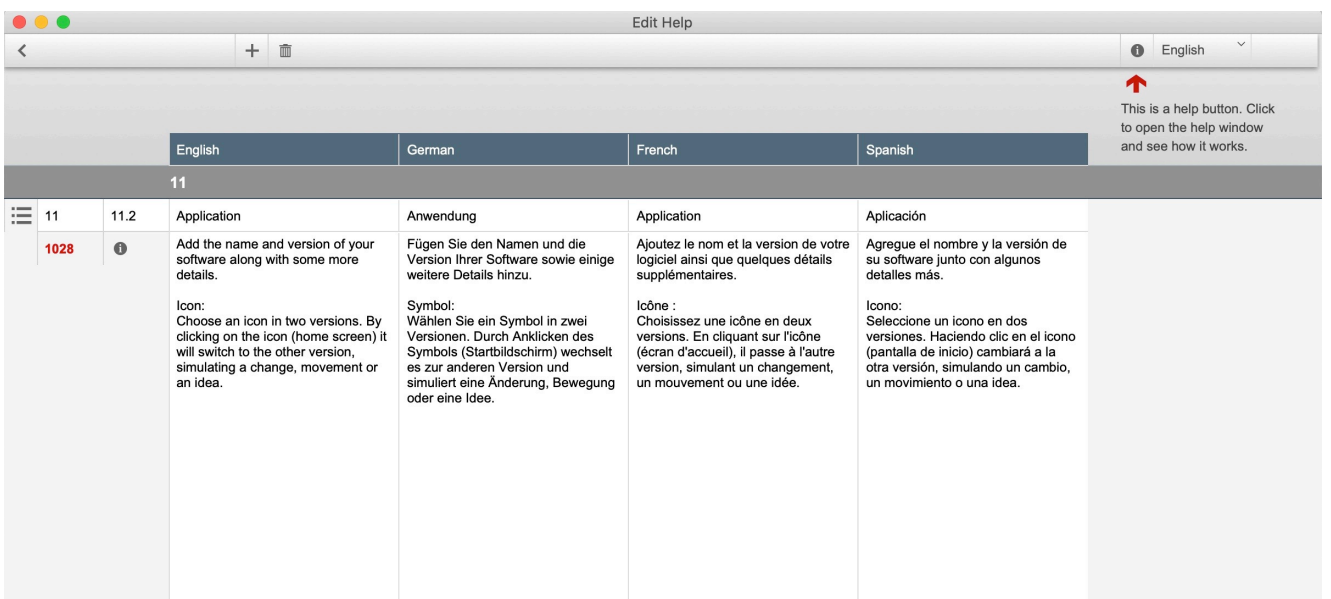 Edit Help
English
This is a help button. Click
to open the help window
and see how it works.
English German French Spanish
11
11 11.2 Application Anwendung Application Aplicación
1028
Add the name and version of your
software along with some more
details.
Icon:
Choose an icon in two versions. By
clicking on the icon (home screen) it
will switch to the other version,
simulating a change, movement or
an idea.
Fügen Sie den Namen und die
Version Ihrer Software sowie einige
weitere Details hinzu.
Symbol:
Wählen Sie ein Symbol in zwei
Versionen. Durch Anklicken des
Symbols (Startbildschirm) wechselt
es zur anderen Version und
simuliert eine Änderung, Bewegung
oder eine Idee.
Ajoutez le nom et la version de votre
logiciel ainsi que quelques détails
supplémentaires.
Icône :
Choisissez une icône en deux
versions. En cliquant sur l'icône
(écran d'accueil), il passe à l'autre
version, simulant un changement,
un mouvement ou une idée.
Agregue el nombre y la versión de
su software junto con algunos
detalles más.
Icono:
Seleccione un icono en dos
versiones. Haciendo clic en el icono
(pantalla de inicio) cambiará a la
otra versión, simulando un cambio,
un movimiento o una idea.